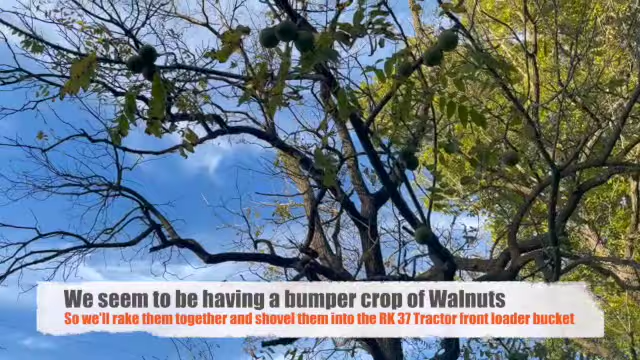 We seem to be having a bumper crop of Walnuts
So we'll rake them together and shovel them into the RK 37 Tractor front loader bucket